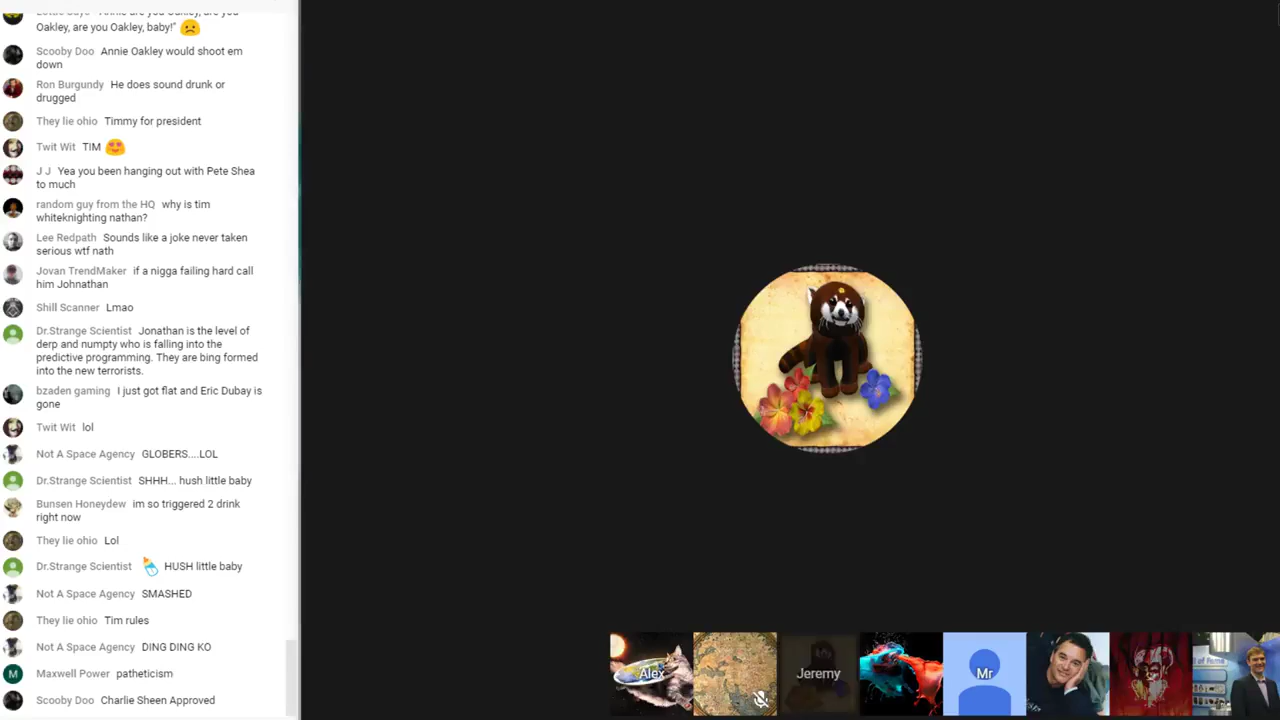 Oakley, are you Oakley, baby!"
Scooby Doo Annie Oakley would shoot em
down
Ron Burgundy He does sound drunk or
drugged
They lie ohio Timmy for president
Twit Wit TIM
J J Yea you been hanging out with Pete Shea
to much
random guy from the HQ why is tim
whiteknighting nathan?
Lee Redpath Sounds like a joke never taken
serious wtf nath
Jovan TrendMaker if a nigga failing hard call
him Johnathan
Shill Scanner Lmao
Dr.Strange Scientist Jonathan is the level of
derp and numpty who is falling into the
predictive programming. They are bing formed
into the new terrorists.
bzaden gaming I just got flat and Eric Dubay is
gone
Twit Wit lol
Not A Space Agency GLOBERS....LOL
Dr.Strange Scientist SHHH... hush little baby
Bunsen Honeydew im so triggered 2 drink
right now
They lie ohio Lol
Dr.Strange Scientist HUSH little baby
Not A Space Agency SMASHED
They lie ohio Tim rules
Not A Space Agency DING DING KO
M Maxwell Power patheticism
Scooby Doo Charlie Sheen Approved
Alex
Jeremy
Mr